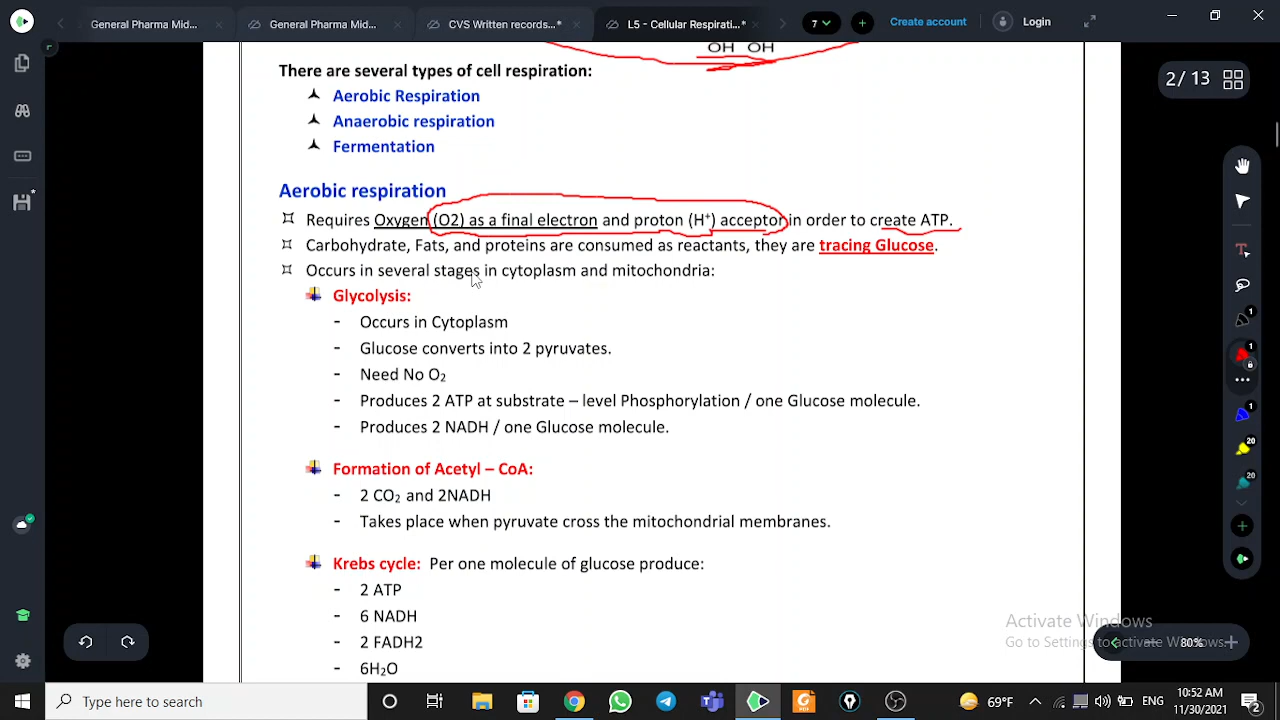 General Pharma Mid...
General Pharma Mid...
CVS Written records...*
L5 - Cellular Respirati...*
7
Create account
Login
OH OH
2 / 13
There are several types of cell respiration:
Aerobic Respiration
Anaerobic respiration
Fermentation
Aerobic respiration
Requires Oxygen (O2) as a final electron and proton (H⁺) acceptor in order to create ATP.
Carbohydrate, Fats, and proteins are consumed as reactants, they are tracing Glucose.
Occurs in several stages in cytoplasm and mitochondria:
Glycolysis:
- Occurs in Cytoplasm
- Glucose converts into 2 pyruvates.
- Need No O₂
- Produces 2 ATP at substrate – level Phosphorylation / one Glucose molecule.
- Produces 2 NADH / one Glucose molecule.
Formation of Acetyl – CoA:
- 2 CO₂ and 2NADH
- Takes place when pyruvate cross the mitochondrial membranes.
Krebs cycle: Per one molecule of glucose produce:
- 2 ATP
- 6 NADH
- 2 FADH2
- 6H₂O
1
1
1
20
20
Activate Windows
Go to Settings to activate Windows.
80%
Type here to search
69°F
ENG
10:52 AM
11/30/2021
2